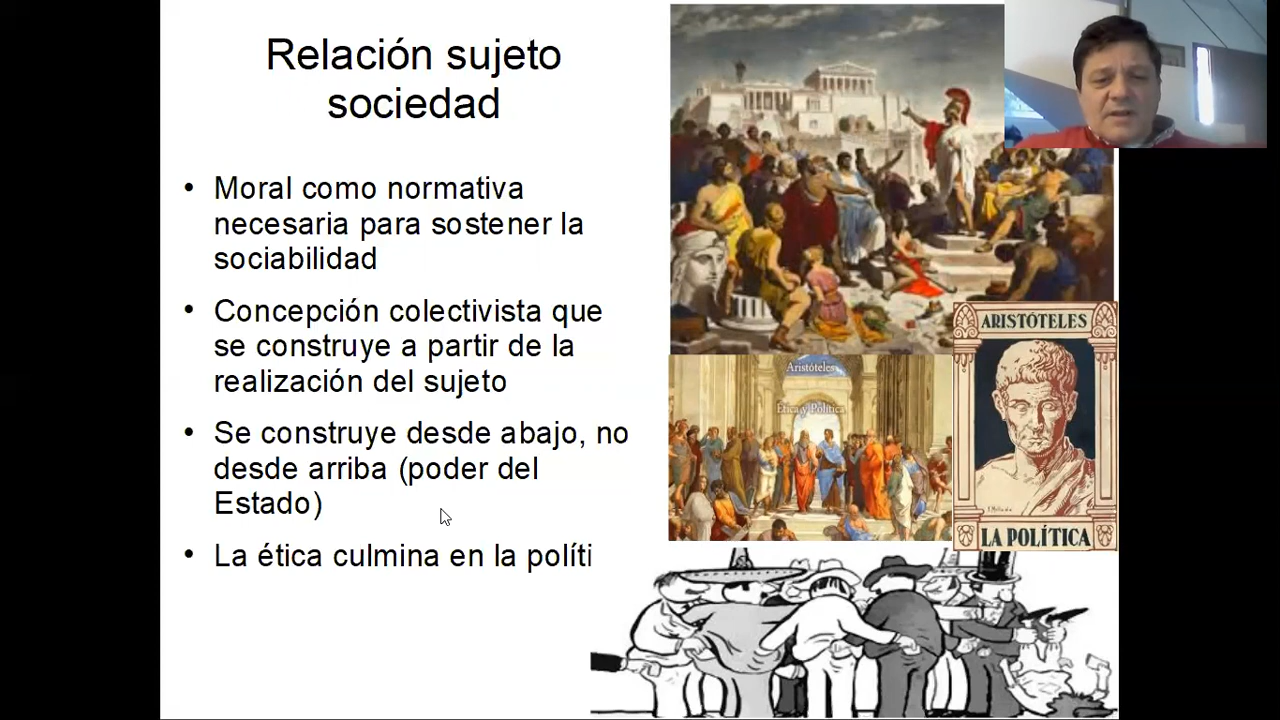 Relación sujeto
sociedad
• Moral como normativa
necesaria para sostener la
sociabilidad
• Concepción colectivista que
se construye a partir de la
realización del sujeto
• Se construye desde abajo, no
desde arriba (poder del
Estado)
• La ética culmina en la políti
Aristóteles
Ética y Política
ARISTÓTELES
LA POLÍTICA